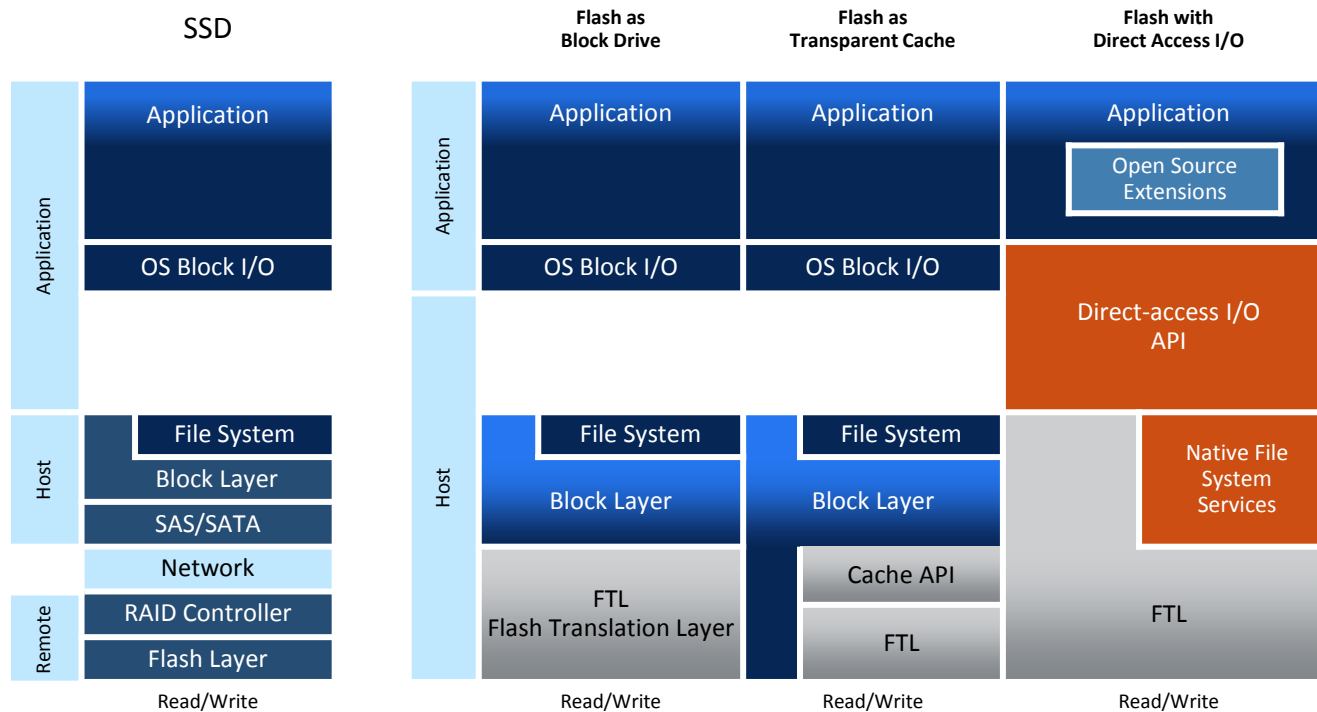 SSD
Application
Host
Remote
Application
OS Block I/O
File System
Block Layer
SAS/SATA
Network
RAID Controller
Flash Layer
Read/Write
Application
Host
Flash as
Block Drive
Application
OS Block I/O
File System
Block Layer
FTL
Flash Translation Layer
Read/Write
Flash as
Transparent Cache
Application
OS Block I/O
File System
Block Layer
Cache API
FTL
Read/Write
Flash with
Direct Access I/O
Application
Open Source
Extensions
Direct-access I/O
API
Native File
System
Services
FTL
Read/Write